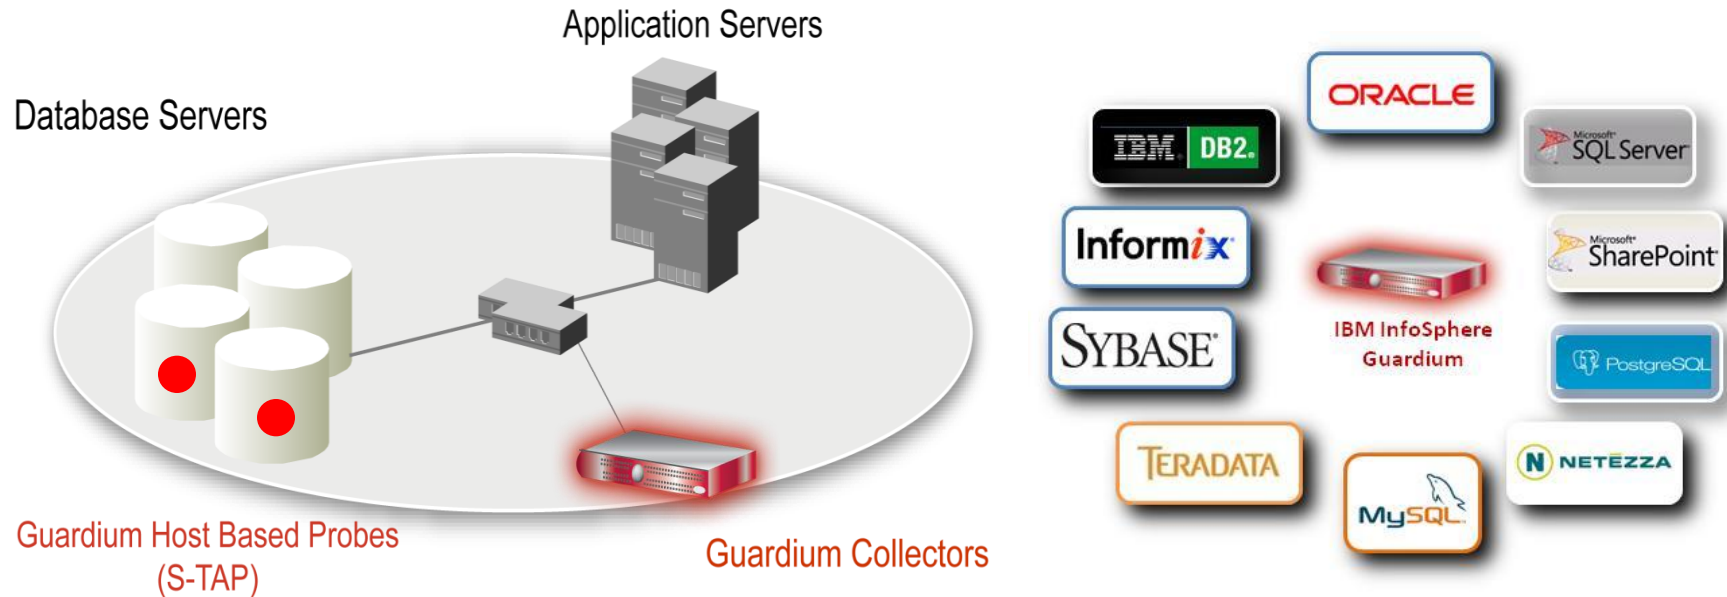 Application Servers
Database Servers
Guardium Host Based Probes
(S-TAP)
Guardium Collectors
ORACLE
IBM DB2.
Microsoft
SQL Server
Informix
Microsoft
SharePoint
SYBASE
IBM InfoSphere
Guardium
PostgreSQL
TERADATA
N NETEZZA
MySQL